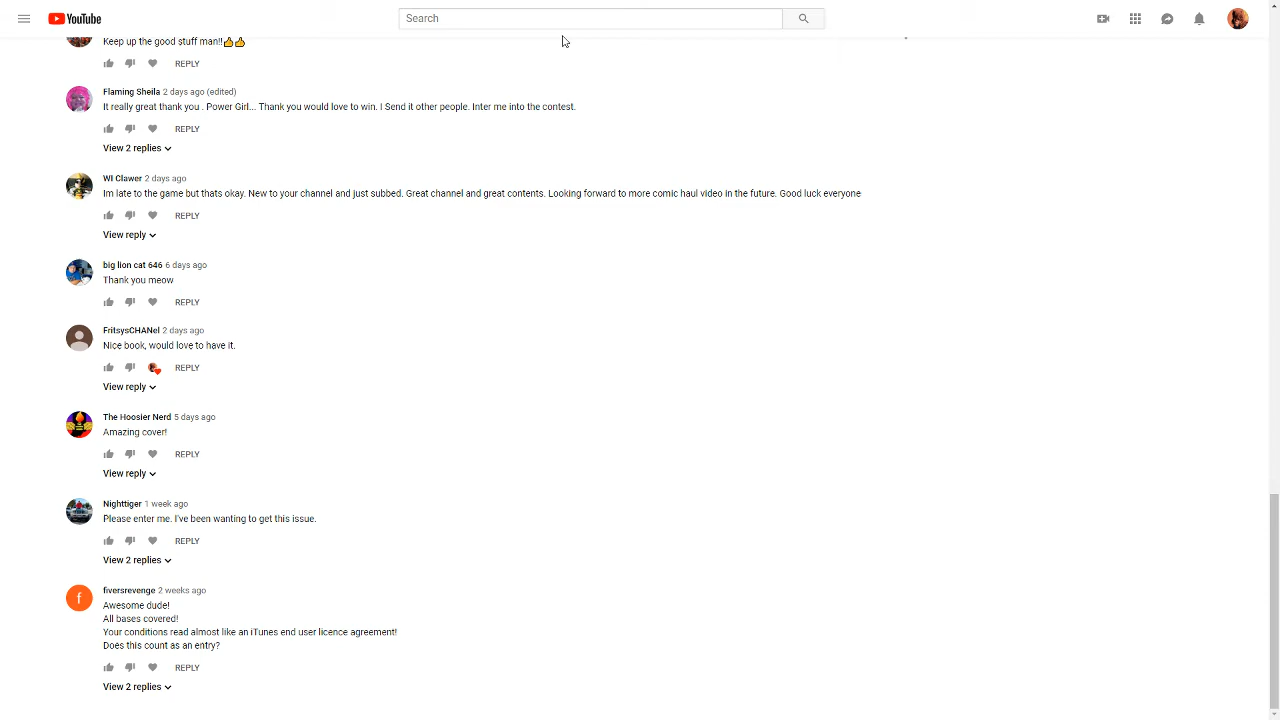 YouTube
Search
Keep up the good stuff man!!👍👍
REPLY
Flaming Sheila 2 days ago (edited)
It really great thank you . Power Girl... Thank you would love to win. I Send it other people. Inter me into the contest.
REPLY
View 2 replies
WI Clawer 2 days ago
Im late to the game but thats okay. New to your channel and just subbed. Great channel and great contents. Looking forward to more comic haul video in the future. Good luck everyone
REPLY
View reply
big lion cat 646 6 days ago
Thank you meow
REPLY
FritsysCHANel 2 days ago
Nice book, would love to have it.
REPLY
View reply
The Hoosier Nerd 5 days ago
Amazing cover!
REPLY
View reply
Nighttiger 1 week ago
Please enter me. I've been wanting to get this issue.
REPLY
View 2 replies
f
fiversrevenge 2 weeks ago
Awesome dude!
All bases covered!
Your conditions read almost like an iTunes end user licence agreement!
Does this count as an entry?
REPLY
View 2 replies